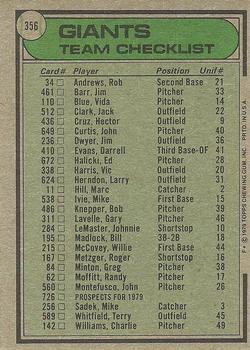 356
GIANTS
TEAM CHECKLIST
Card# Player Position Unif#
34 Andrews, Rob Second Base 21
461 Barr, Jim Pitcher 33
110 Blue, Vida Pitcher 14
512 Clark, Jack Outfield 22
436 Cruz, Hector Outfield 9
649 Curtis, John Pitcher 40
236 Dwyer, Jim Outfield 36
410 Evans, Darrell Third Base-OF 41
672 Halicki, Ed Pitcher 28
338 Harris, Vic Outfield 20
624 Herndon, Larry Outfield 31
11 Hill, Marc Catcher 2
538 Ivie, Mike First Base 15
486 Knepper, Bob Pitcher 39
311 Lavelle, Gary Pitcher 46
284 LeMaster, Johnnie Shortstop 10
195 Madlock, Bill 3B-2B 18
215 McCovey, Willie First Base 44
167 Metzger, Roger Shortstop 16
84 Minton, Greg Pitcher 38
62 Moffitt, Randy Pitcher 17
560 Montefusco, John Pitcher 26
726 PROSPECTS FOR 1979
256 Sadek, Mike Catcher 3
589 Whitfield, Terry Outfield 45
142 Williams, Charlie Pitcher 49
© 1979 TOPPS CHEWING GUM, INC. PRTD. IN U.S.A.